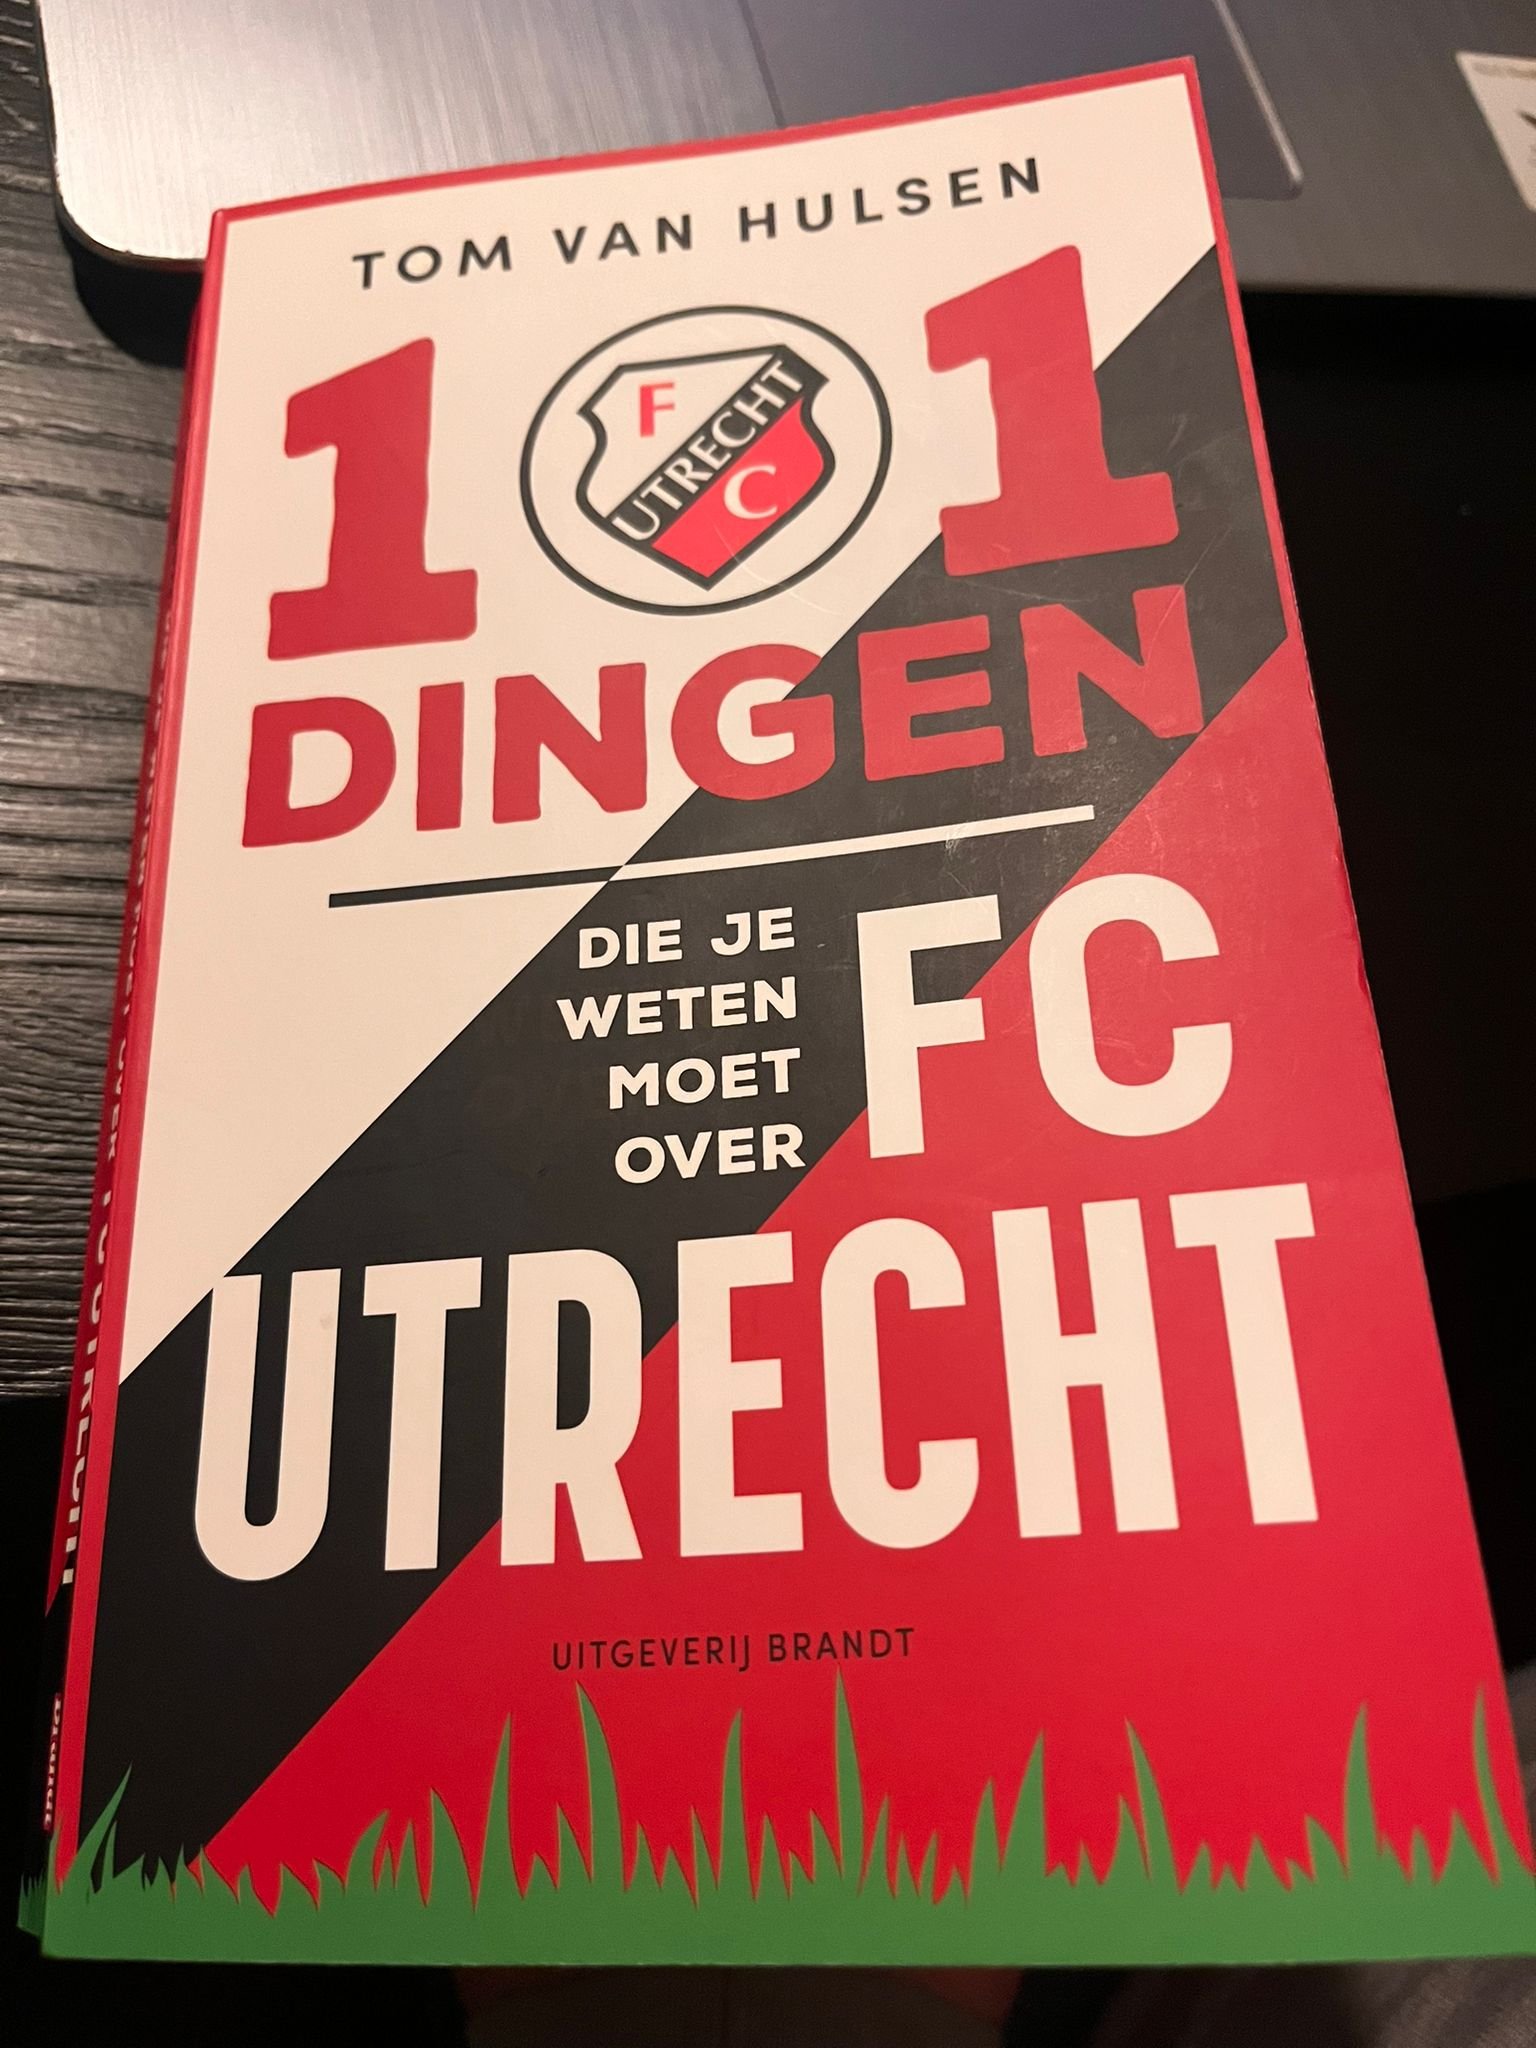 TOM VAN HULSEN
1 1
F
UTRECHT
C
DINGEN
DIE JE
WETEN
MOET
OVER
FC
UTRECHT
UITGEVERIJ BRANDT